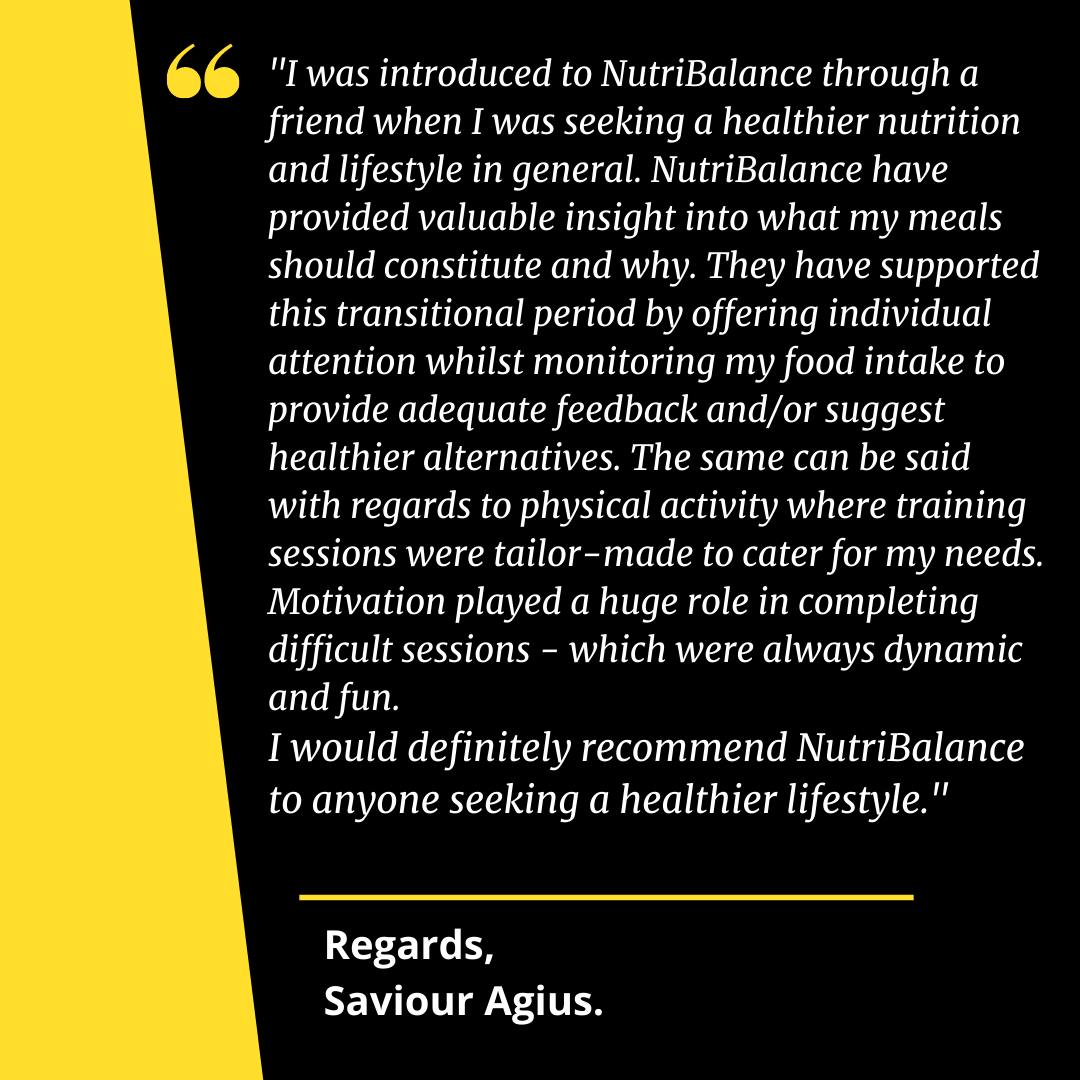 "I was introduced to NutriBalance through a
friend when I was seeking a healthier nutrition
and lifestyle in general. NutriBalance have
provided valuable insight into what my meals
should constitute and why. They have supported
this transitional period by offering individual
attention whilst monitoring my food intake to
provide adequate feedback and/or suggest
healthier alternatives. The same can be said
with regards to physical activity where training
sessions were tailor-made to cater for my needs.
Motivation played a huge role in completing
difficult sessions - which were always dynamic
and fun.
I would definitely recommend NutriBalance
to anyone seeking a healthier lifestyle."
Regards,
Saviour Agius.